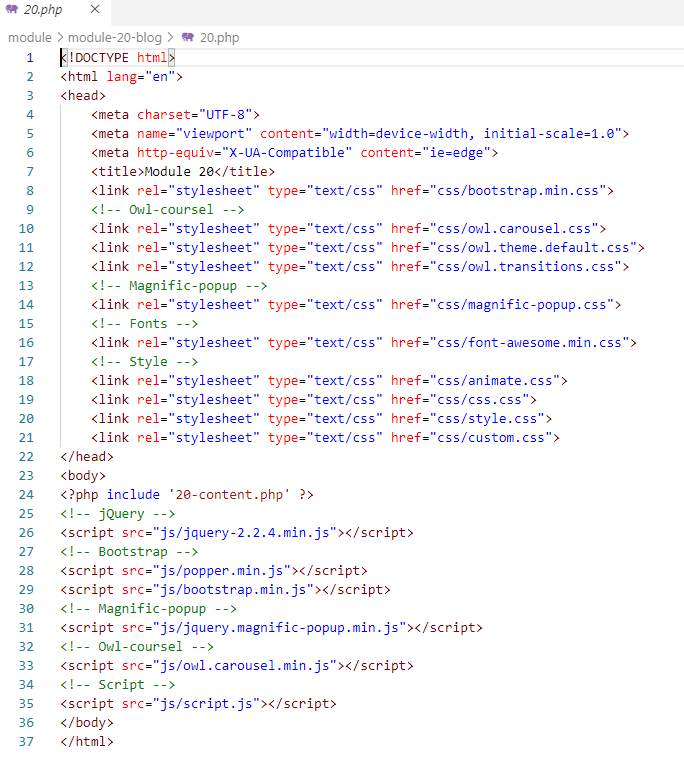 20.php ×
module > module-20-blog > 20.php
1 <!DOCTYPE html>
2 <html lang="en">
3 <head>
4     <meta charset="UTF-8">
5     <meta name="viewport" content="width=device-width, initial-scale=1.0">
6     <meta http-equiv="X-UA-Compatible" content="ie=edge">
7     <title>Module 20</title>
8     <link rel="stylesheet" type="text/css" href="css/bootstrap.min.css">
9     <!-- Owl-coursel -->
10     <link rel="stylesheet" type="text/css" href="css/owl.carousel.css">
11     <link rel="stylesheet" type="text/css" href="css/owl.theme.default.css">
12     <link rel="stylesheet" type="text/css" href="css/owl.transitions.css">
13     <!-- Magnific-popup -->
14     <link rel="stylesheet" type="text/css" href="css/magnific-popup.css">
15     <!-- Fonts -->
16     <link rel="stylesheet" type="text/css" href="css/font-awesome.min.css">
17     <!-- Style -->
18     <link rel="stylesheet" type="text/css" href="css/animate.css">
19     <link rel="stylesheet" type="text/css" href="css/css.css">
20     <link rel="stylesheet" type="text/css" href="css/style.css">
21     <link rel="stylesheet" type="text/css" href="css/custom.css">
22 </head>
23 <body>
24 <?php include '20-content.php' ?>
25 <!-- jQuery -->
26 <script src="js/jquery-2.2.4.min.js"></script>
27 <!-- Bootstrap -->
28 <script src="js/popper.min.js"></script>
29 <script src="js/bootstrap.min.js"></script>
30 <!-- Magnific-popup -->
31 <script src="js/jquery.magnific-popup.min.js"></script>
32 <!-- Owl-coursel -->
33 <script src="js/owl.carousel.min.js"></script>
34 <!-- Script -->
35 <script src="js/script.js"></script>
36 </body>
37 </html>